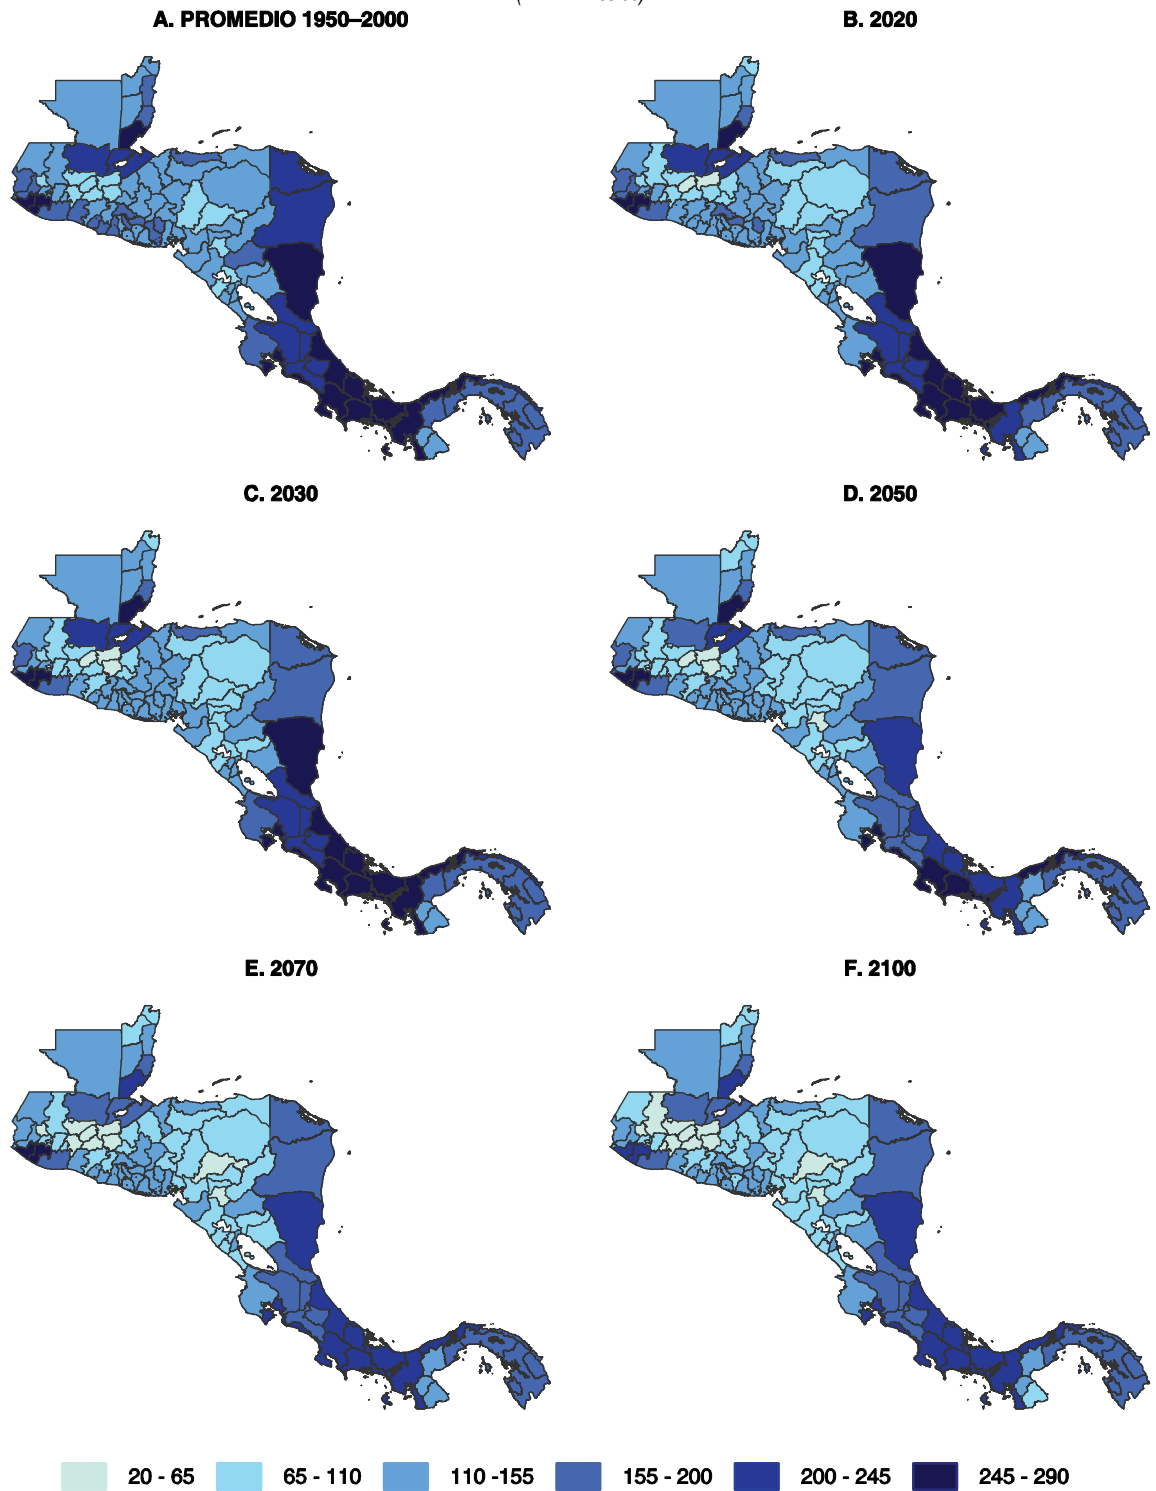 A. PROMEDIO 1950–2000
B. 2020
C. 2030
D. 2050
E. 2070
F. 2100
20 - 65
65 - 110
110 -155
155 - 200
200 - 245
245 - 290